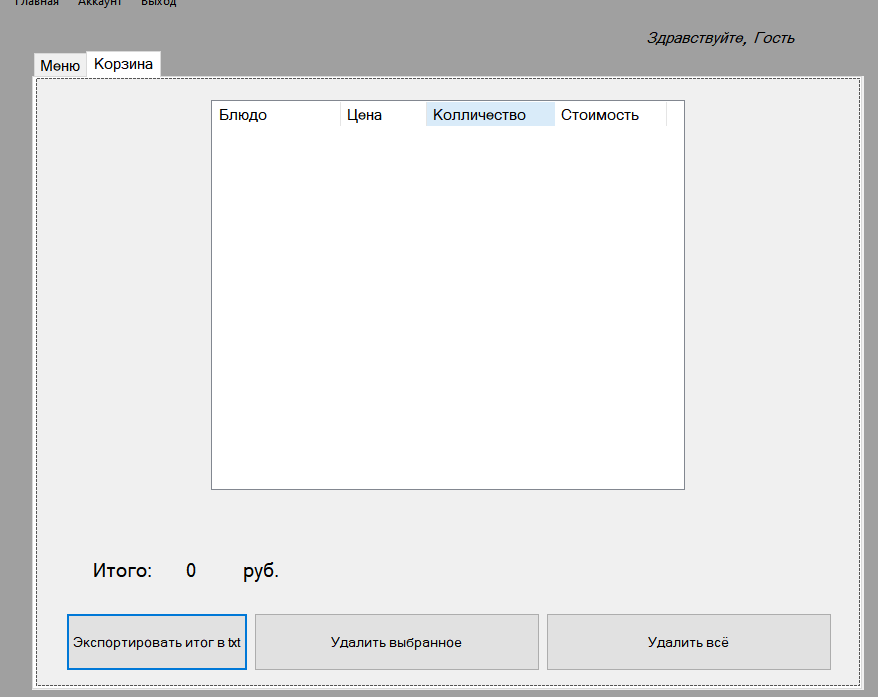 Главная Аккаунт Выход
Здравствуйте, Гость
Меню Корзина
Блюдо Цена Колличество Стоимость
Итого: 0 руб.
Экспортировать итог в txt Удалить выбранное Удалить всё